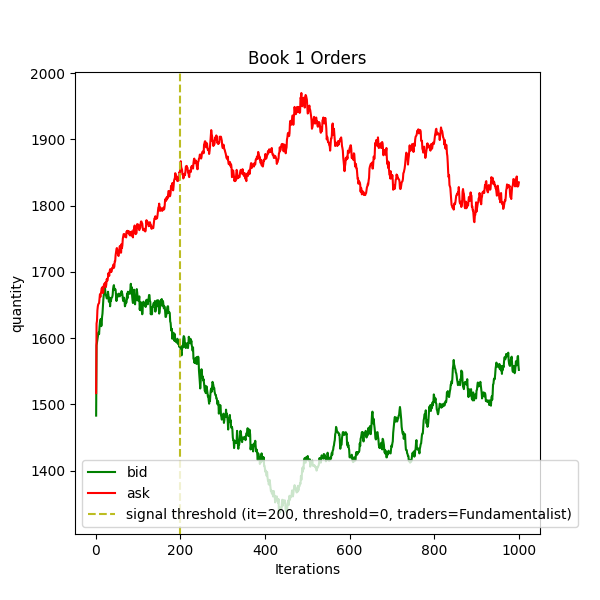 Book 1 Orders
2000
1900
1800
1700
1600
1500
1400
quantity
bid
ask
signal threshold (it=200, threshold=0, traders=Fundamentalist)
0 200 400 600 800 1000
Iterations